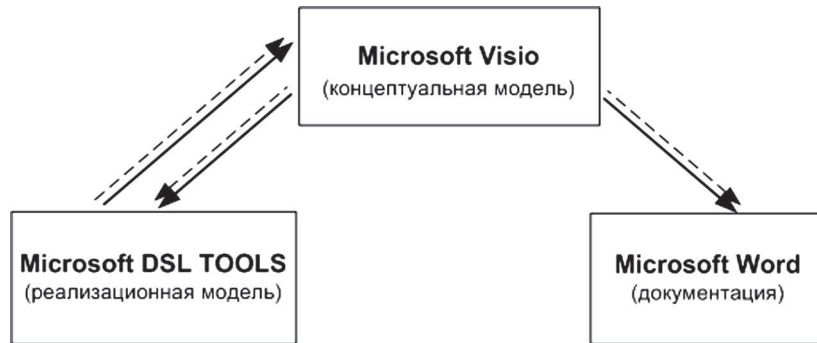 Microsoft Visio
(концептуальная модель)
Microsoft DSL TOOLS
(реализационная модель)
Microsoft Word
(документация)